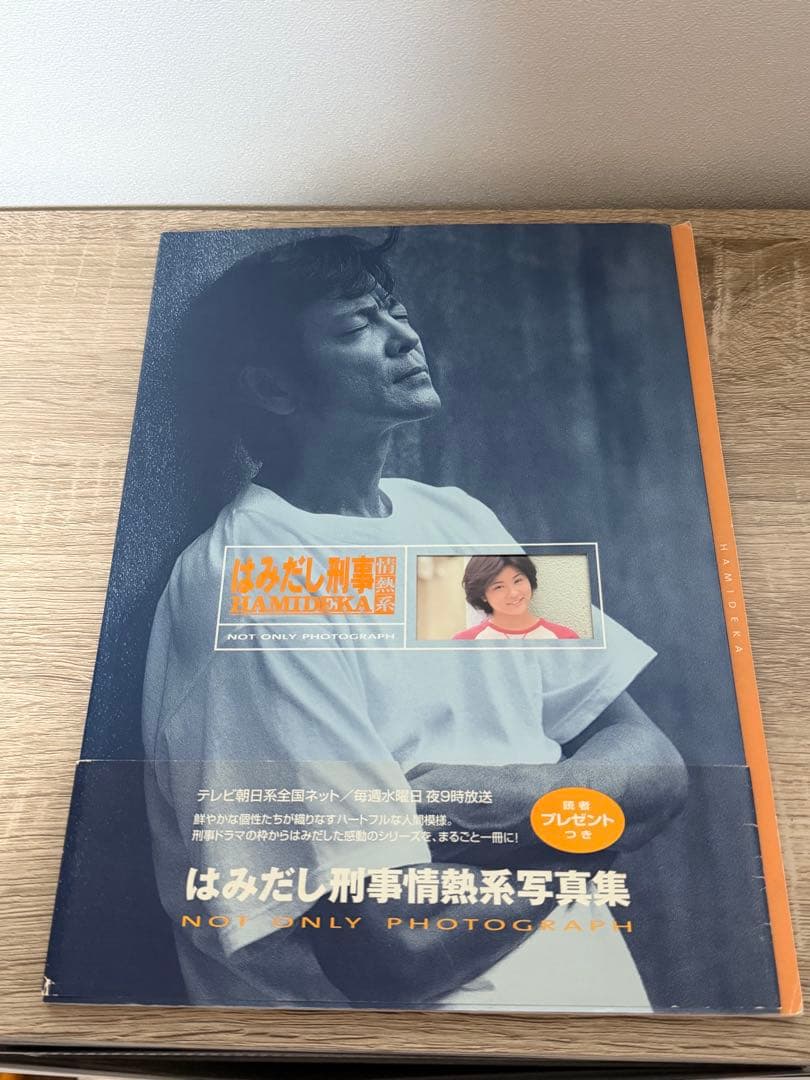 はみだし刑事
情熱系
HAMIDEKA
NOT ONLY PHOTOGRAPH
HAMIDEKA
テレビ朝日系全国ネット／毎週水曜日 夜9時放送
鮮やかな個性たちが織りなすハートフルな人間模様。
刑事ドラマの枠からはみだした感動のシリーズを、まるごと一冊に!
読者
プレゼント
つき
はみだし刑事情熱系写真集
NOT ONLY PHOTOGRAPH